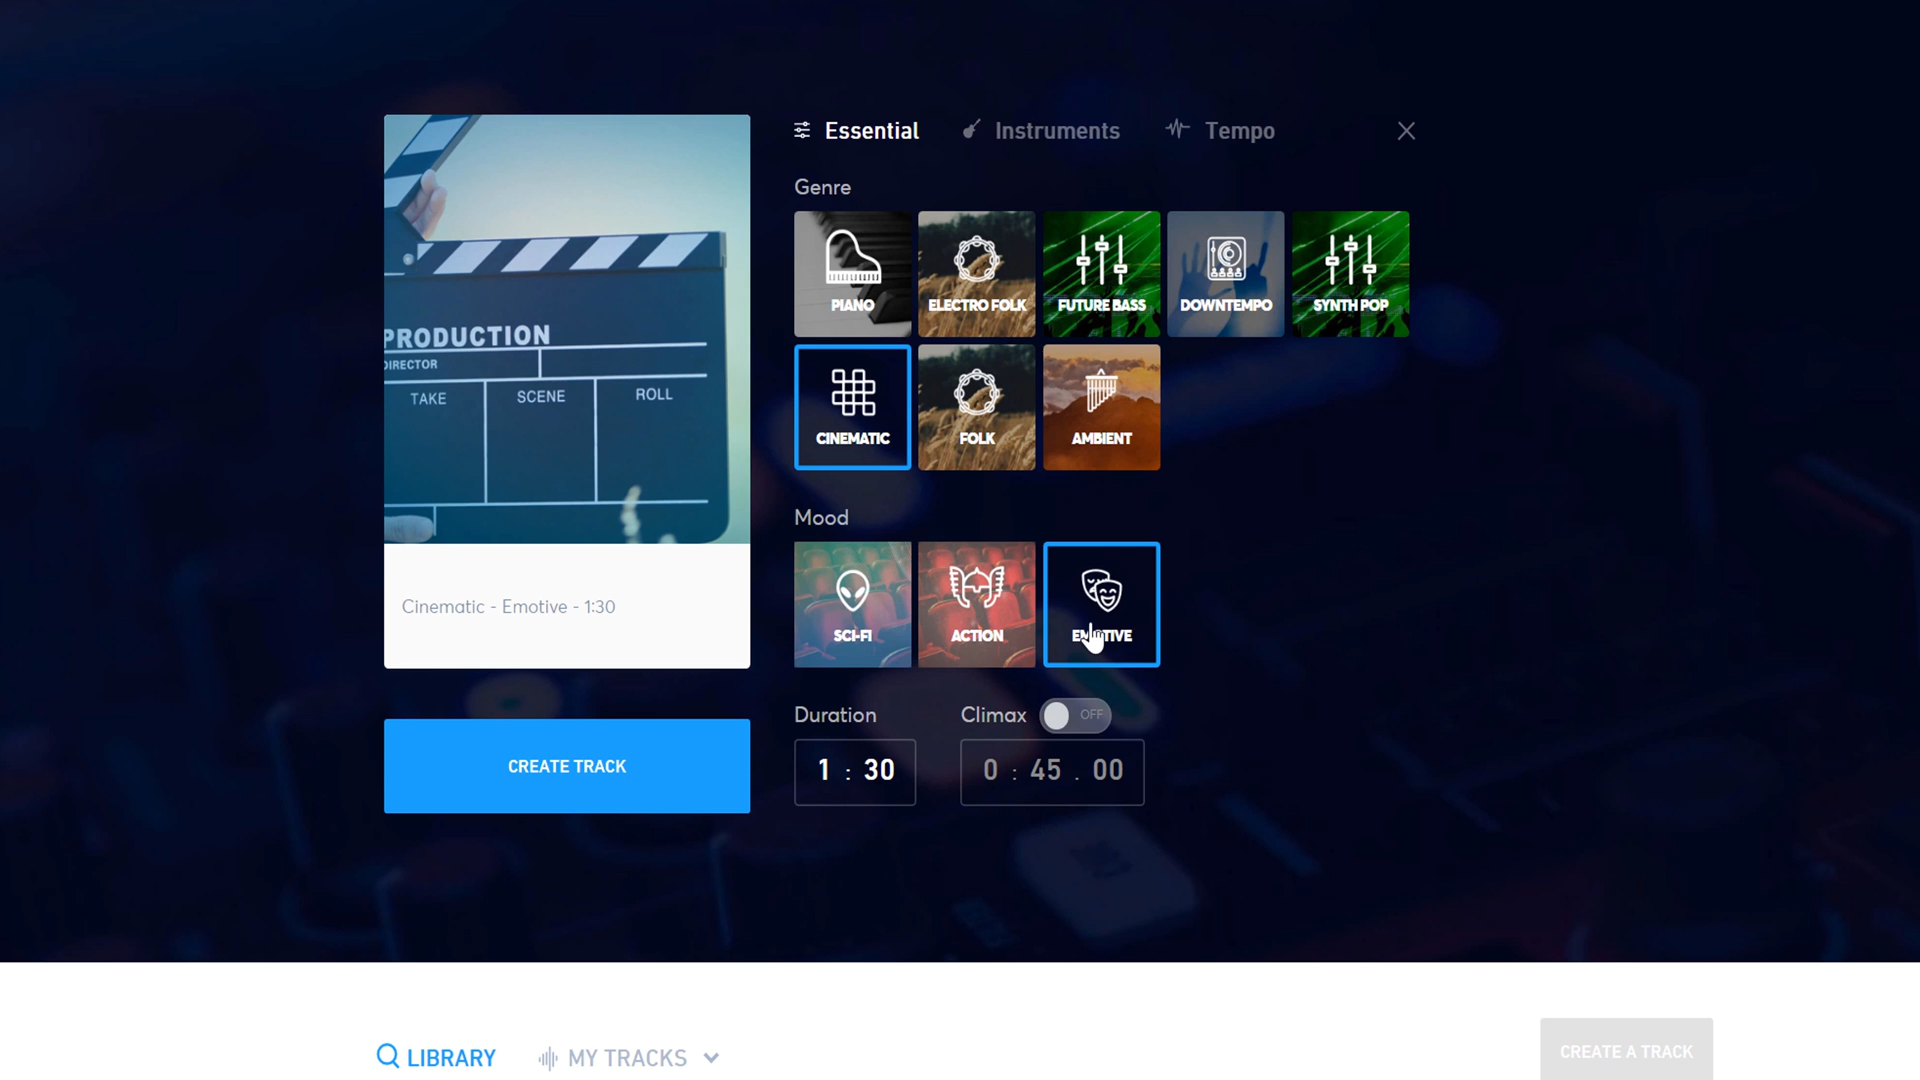 Essential
Instruments
Tempo
Genre
PIANO
ELECTRO FOLK
FUTURE BASS
DOWNTEMPO
SYNTH POP
CINEMATIC
FOLK
AMBIENT
PRODUCTION
DIRECTOR
TAKE
SCENE
ROLL
Cinematic - Emotive - 1:30
CREATE TRACK
Mood
SCI-FI
ACTION
EMOTIVE
Duration
Climax
OFF
1 : 30
0 : 45 . 00
LIBRARY
MY TRACKS
CREATE A TRACK